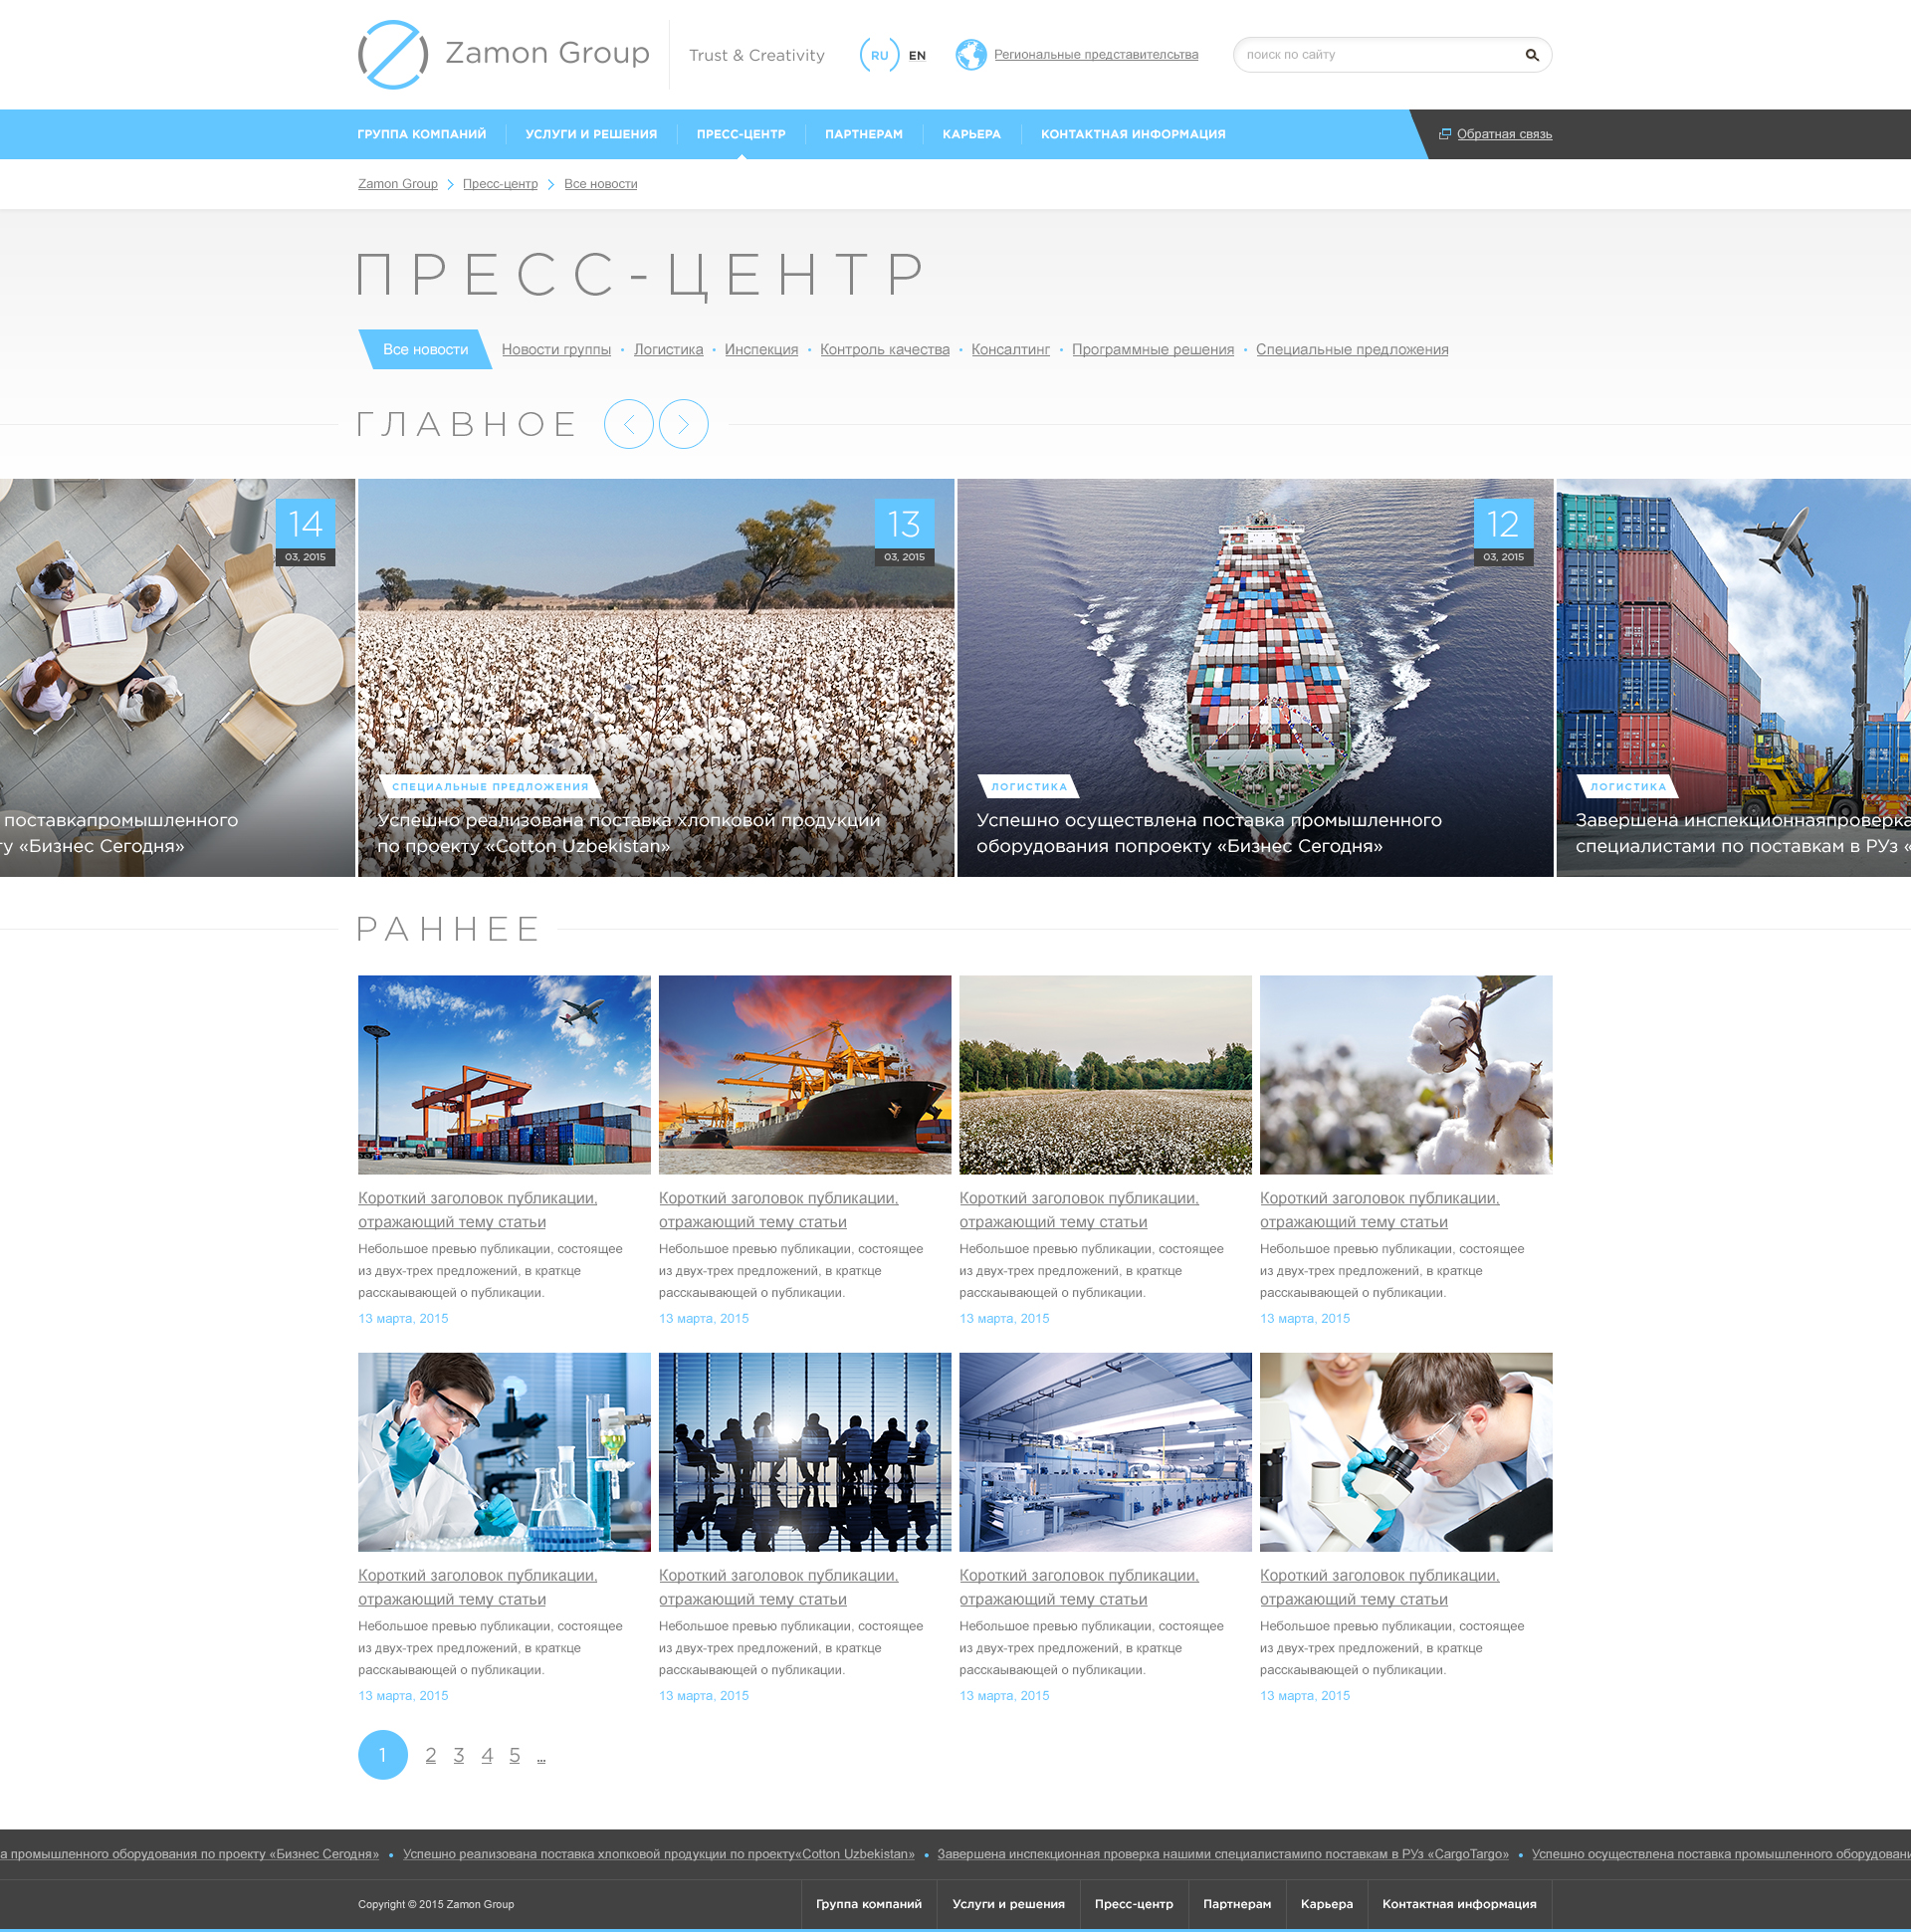 Zamon Group
Trust & Creativity
RU
EN
Региональные представителсьтва
поиск по сайту
ГРУППА КОМПАНИЙ
УСЛУГИ И РЕШЕНИЯ
ПРЕСС-ЦЕНТР
ПАРТНЕРАМ
КАРЬЕРА
КОНТАКТНАЯ ИНФОРМАЦИЯ
Обратная связь
Zamon Group
Пресс-центр
Все новости
ПРЕСС-ЦЕНТР
Все новости
Новости группы
Логистика
Инспекция
Контроль качества
Консалтинг
Программные решения
Специальные предложения
ГЛАВНОЕ
14
03, 2015
поставкапромышленного
ту «Бизнес Сегодня»
13
03, 2015
СПЕЦИАЛЬНЫЕ ПРЕДЛОЖЕНИЯ
Успешно реализована поставка хлопковой продукции
по проекту «Cotton Uzbekistan»
12
03, 2015
ЛОГИСТИКА
Успешно осуществлена поставка промышленного
оборудования попроекту «Бизнес Сегодня»
ЛОГИСТИКА
Завершена инспекционнаяпроверка
специалистами по поставкам в РУз «
РАННЕЕ
Короткий заголовок публикации,
отражающий тему статьи
Небольшое превью публикации, состоящее
из двух-трех предложений, в краткце
расскаывающей о публикации.
13 марта, 2015
Короткий заголовок публикации,
отражающий тему статьи
Небольшое превью публикации, состоящее
из двух-трех предложений, в краткце
расскаывающей о публикации.
13 марта, 2015
Короткий заголовок публикации,
отражающий тему статьи
Небольшое превью публикации, состоящее
из двух-трех предложений, в краткце
расскаывающей о публикации.
13 марта, 2015
Короткий заголовок публикации,
отражающий тему статьи
Небольшое превью публикации, состоящее
из двух-трех предложений, в краткце
расскаывающей о публикации.
13 марта, 2015
Короткий заголовок публикации,
отражающий тему статьи
Небольшое превью публикации, состоящее
из двух-трех предложений, в краткце
расскаывающей о публикации.
13 марта, 2015
Короткий заголовок публикации,
отражающий тему статьи
Небольшое превью публикации, состоящее
из двух-трех предложений, в краткце
расскаывающей о публикации.
13 марта, 2015
Короткий заголовок публикации,
отражающий тему статьи
Небольшое превью публикации, состоящее
из двух-трех предложений, в краткце
расскаывающей о публикации.
13 марта, 2015
Короткий заголовок публикации,
отражающий тему статьи
Небольшое превью публикации, состоящее
из двух-трех предложений, в краткце
расскаывающей о публикации.
13 марта, 2015
1 2 3 4 5 ...
а промышленного оборудования по проекту «Бизнес Сегодня» • Успешно реализована поставка хлопковой продукции по проекту«Cotton Uzbekistan» • Завершена инспекционная проверка нашими специалистамипо поставкам в РУз «CargoTargo» • Успешно осуществлена поставка промышленного оборудовани
Copyright © 2015 Zamon Group
Группа компаний
Услуги и решения
Пресс-центр
Партнерам
Карьера
Контактная информация